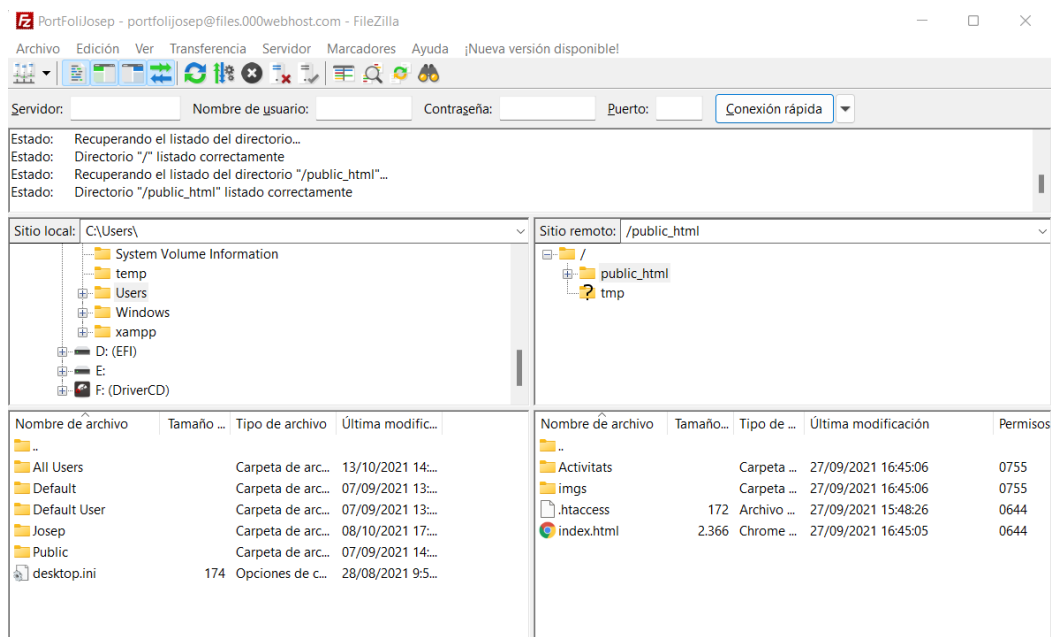 PortFoliJosep - portfolijosep@files.000webhost.com - FileZilla
Archivo Edición Ver Transferencia Servidor Marcadores Ayuda ¡Nueva versión disponible!
Servidor: Nombre de usuario: Contraseña: Puerto: Conexión rápida
Estado: Recuperando el listado del directorio...
Estado: Directorio "/" listado correctamente
Estado: Recuperando el listado del directorio "/public_html"...
Estado: Directorio "/public_html" listado correctamente
Sitio local: C:\Users\
System Volume Information
temp
Users
Windows
xampp
D: (EFI)
E:
F: (DriverCD)
Sitio remoto: /public_html
/
public_html
? tmp
Nombre de archivo Tamaño ... Tipo de archivo Última modific...
..
All Users Carpeta de arc... 13/10/2021 14:...
Default Carpeta de arc... 07/09/2021 13:...
Default User Carpeta de arc... 07/09/2021 13:...
Josep Carpeta de arc... 08/10/2021 17:...
Public Carpeta de arc... 07/09/2021 14:...
desktop.ini 174 Opciones de c... 28/08/2021 9:5...
Nombre de archivo Tamaño... Tipo de ... Última modificación Permisos
..
Activitats Carpeta ... 27/09/2021 16:45:06 0755
imgs Carpeta ... 27/09/2021 16:45:06 0755
.htaccess 172 Archivo ... 27/09/2021 15:48:26 0644
index.html 2.366 Chrome ... 27/09/2021 16:45:05 0644